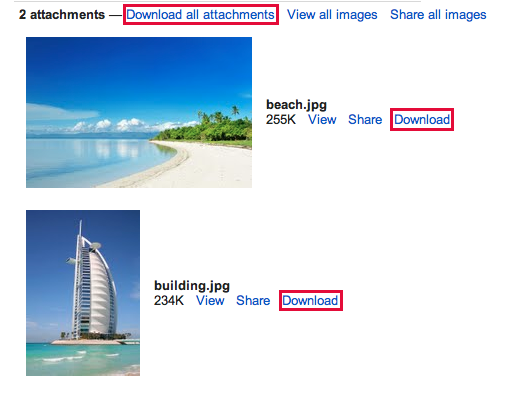 2 attachments — Download all attachments View all images Share all images
beach.jpg
255K View Share Download
building.jpg
234K View Share Download